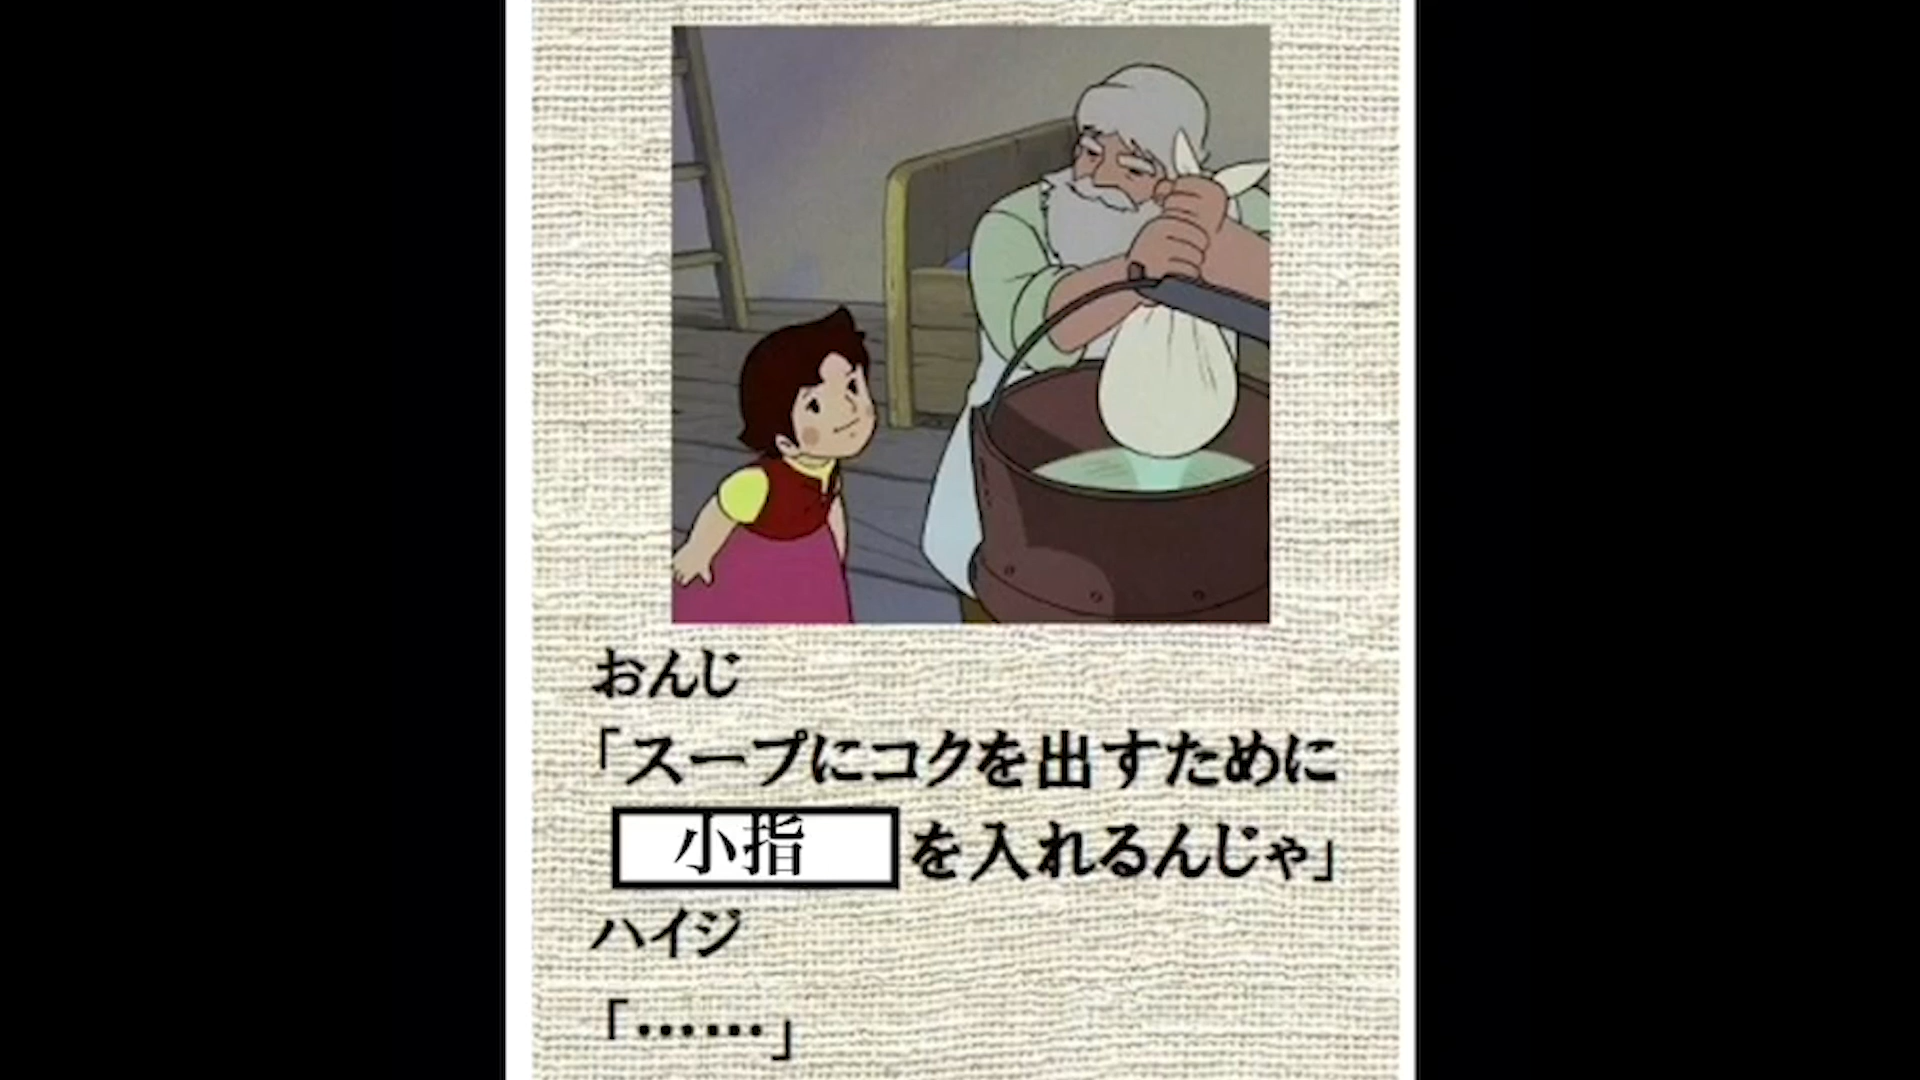 おんじ
「スープにコクを出すために
小指を入れるんじゃ」
ハイジ
「……」